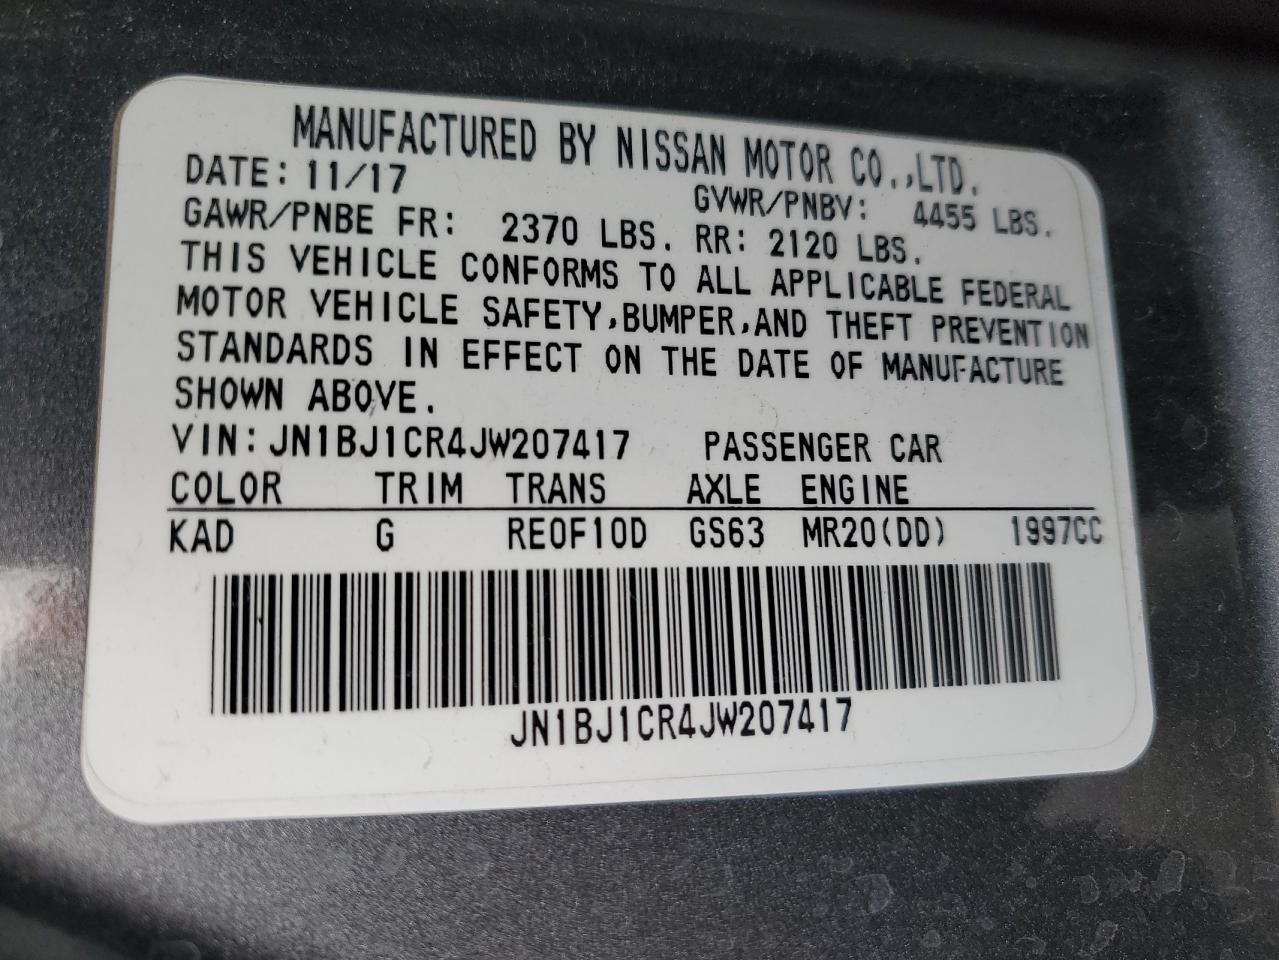 MANUFACTURED BY NISSAN MOTOR CO.,LTD.
DATE: 11/17 GVWR/PNBV: 4455 LBS.
GAWR/PNBE FR: 2370 LBS. RR: 2120 LBS.
THIS VEHICLE CONFORMS TO ALL APPLICABLE FEDERAL
MOTOR VEHICLE SAFETY,BUMPER,AND THEFT PREVENTION
STANDARDS IN EFFECT ON THE DATE OF MANUFACTURE
SHOWN ABOVE.
VIN:JN1BJ1CR4JW207417 PASSENGER CAR
COLOR TRIM TRANS AXLE ENGINE
KAD G RE0F10D GS63 MR20(DD) 1997CC
JN1BJ1CR4JW207417